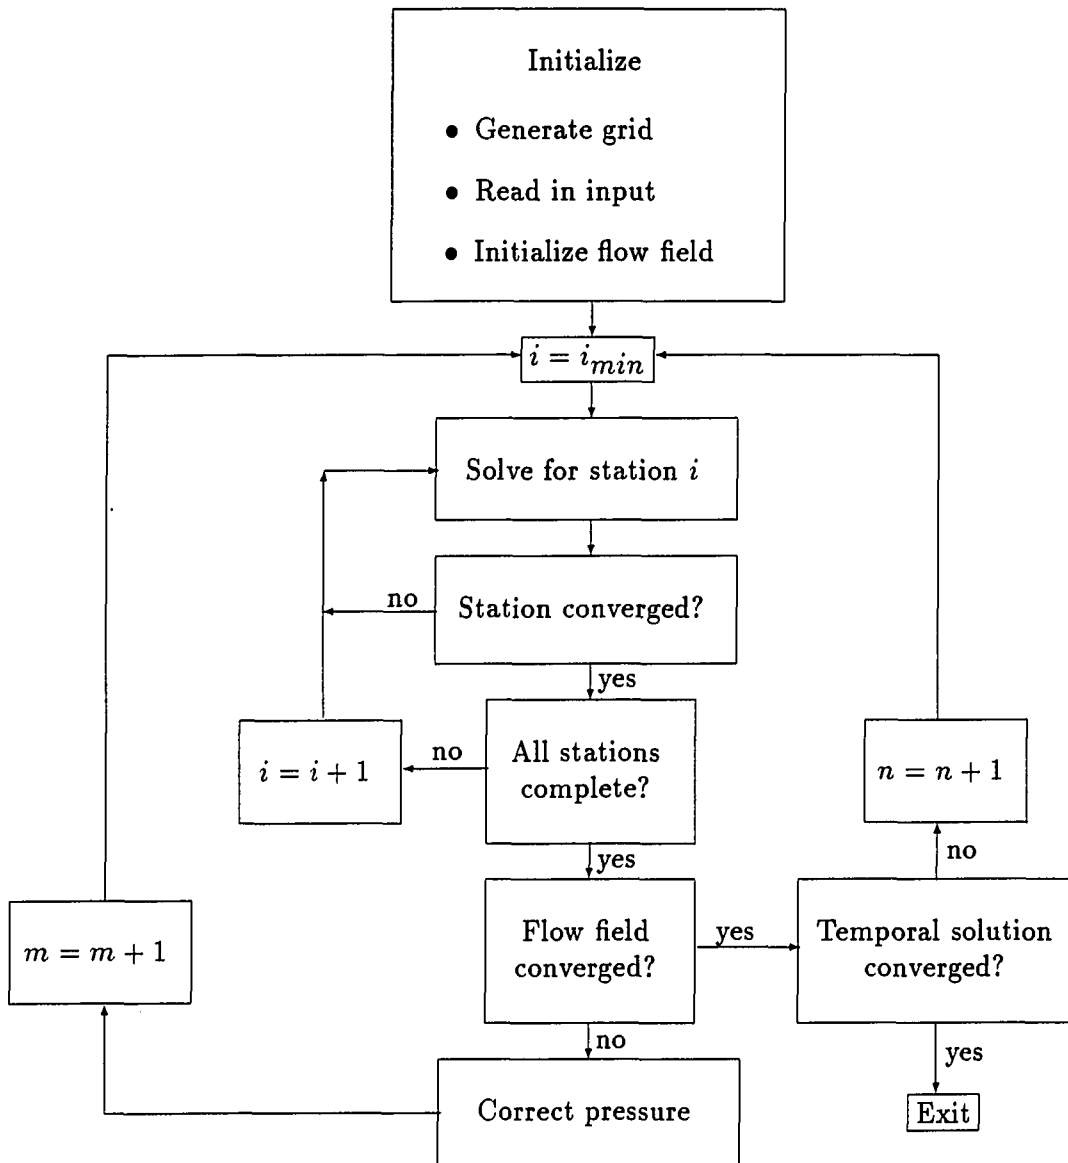 Initialize
• Generate grid
• Read in input
• Initialize flow field
i = i_min
Solve for station i
no
Station converged?
yes
i = i + 1
no
All stations
complete?
n = n + 1
yes
no
m = m + 1
Flow field
converged?
yes
Temporal solution
converged?
no
yes
Correct pressure
Exit